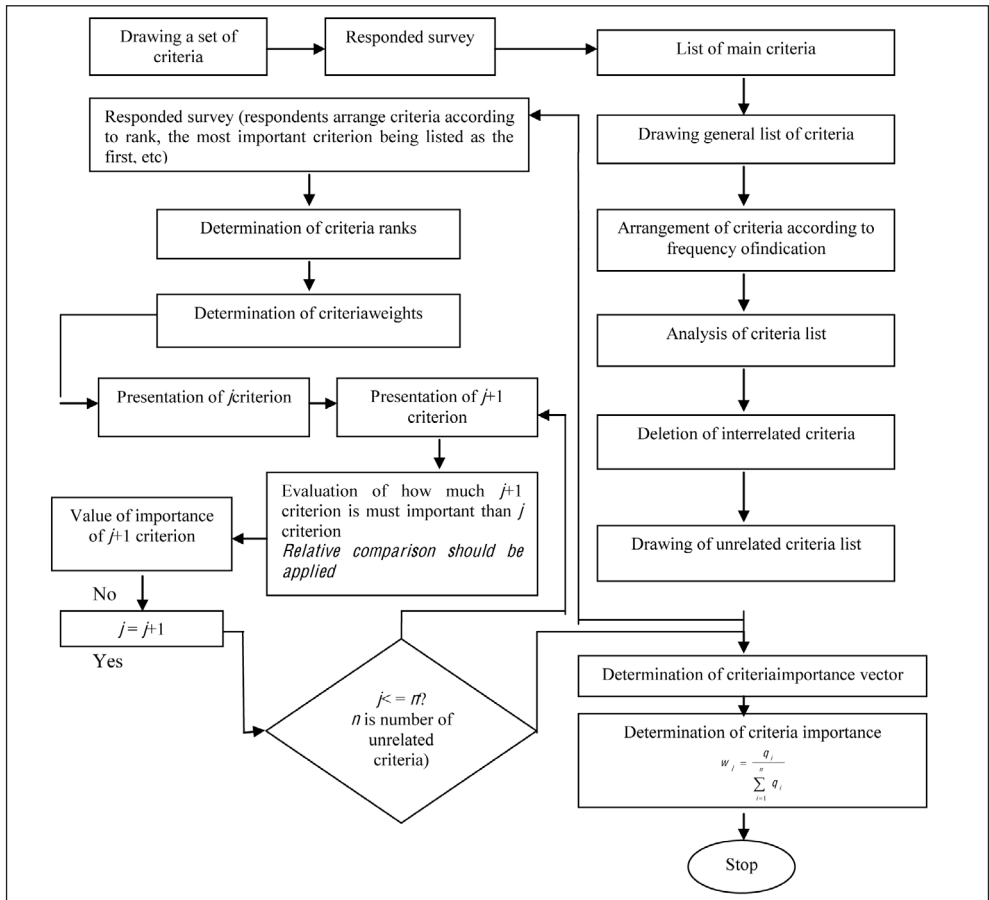 Drawing a set of
criteria
Responded survey
List of main criteria
Drawing general list of criteria
Arrangement of criteria according to
frequency ofindication
Analysis of criteria list
Deletion of interrelated criteria
Drawing of unrelated criteria list
Responded survey (respondents arrange criteria according
to rank, the most important criterion being listed as the
first, etc)
Determination of criteria ranks
Determination of criteriaweights
Presentation of jcriterion
Presentation of j+1
criterion
Evaluation of how much j+1
criterion is must important than j
criterion
Relative comparison should be
applied
Value of importance
of j+1 criterion
No
j = j+1
Yes
j< = n?
n is number of
unrelated
criteria)
Determination of criteriaimportance vector
Determination of criteria importance
w j = q j / n ∑ i=1 q i
Stop